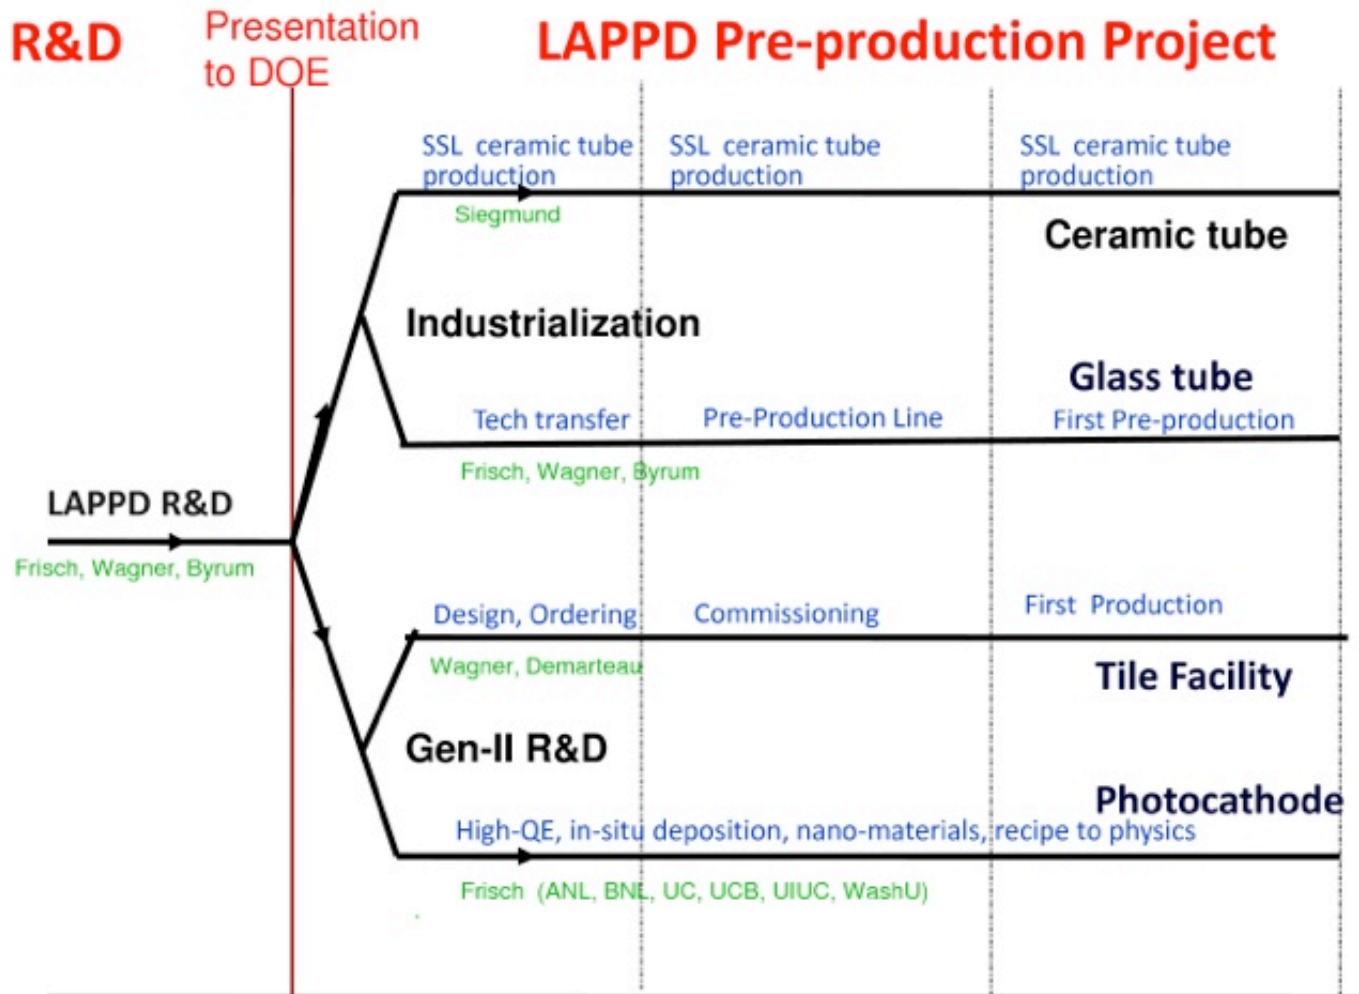 R&D
Presentation
to DOE
LAPPD Pre-production Project
SSL ceramic tube
production
SSL ceramic tube
production
SSL ceramic tube
production
Siegmund
Ceramic tube
Industrialization
Glass tube
Tech transfer
Pre-Production Line
First Pre-production
Frisch, Wagner, Byrum
LAPPD R&D
Frisch, Wagner, Byrum
Design, Ordering
Commissioning
First Production
Wagner, Demarteau
Tile Facility
Gen-II R&D
Photocathode
High-QE, in-situ deposition, nano-materials, recipe to physics
Frisch (ANL, BNL, UC, UCB, UIUC, WashU)